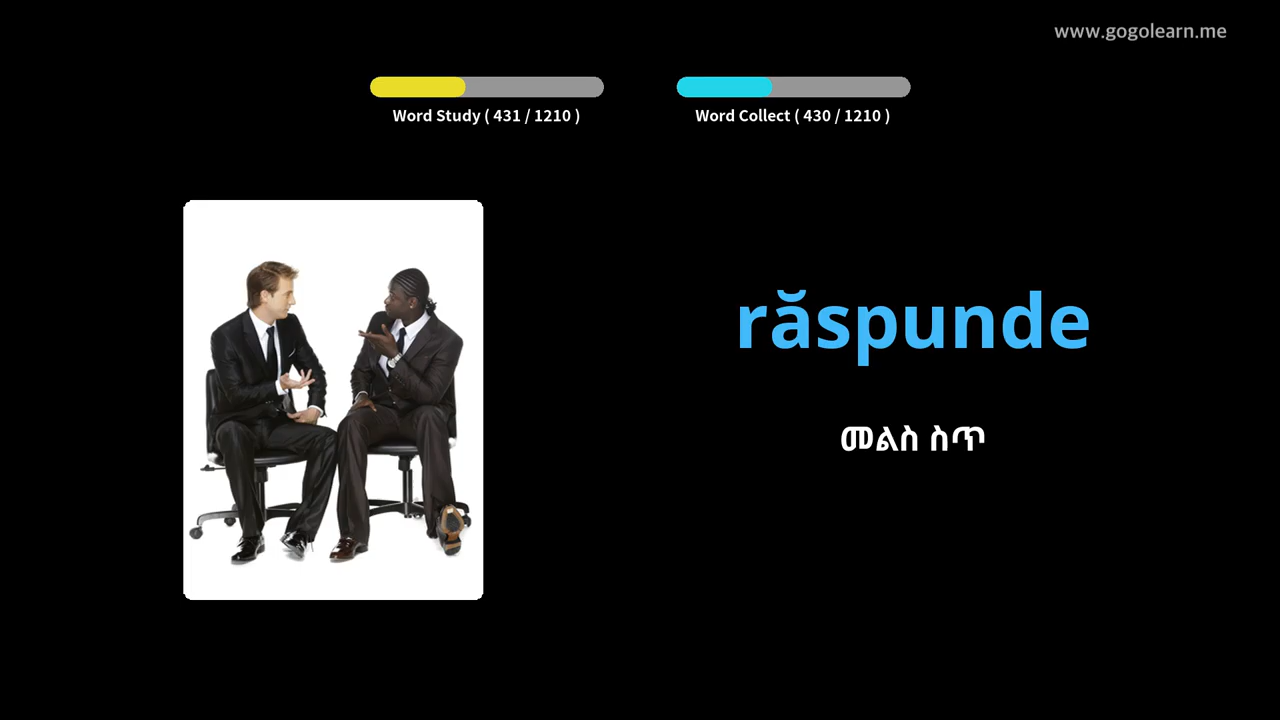 www.gogolearn.me
Word Study ( 431 / 1210 )
Word Collect ( 430 / 1210 )
răspunde
መልስ ስጥ